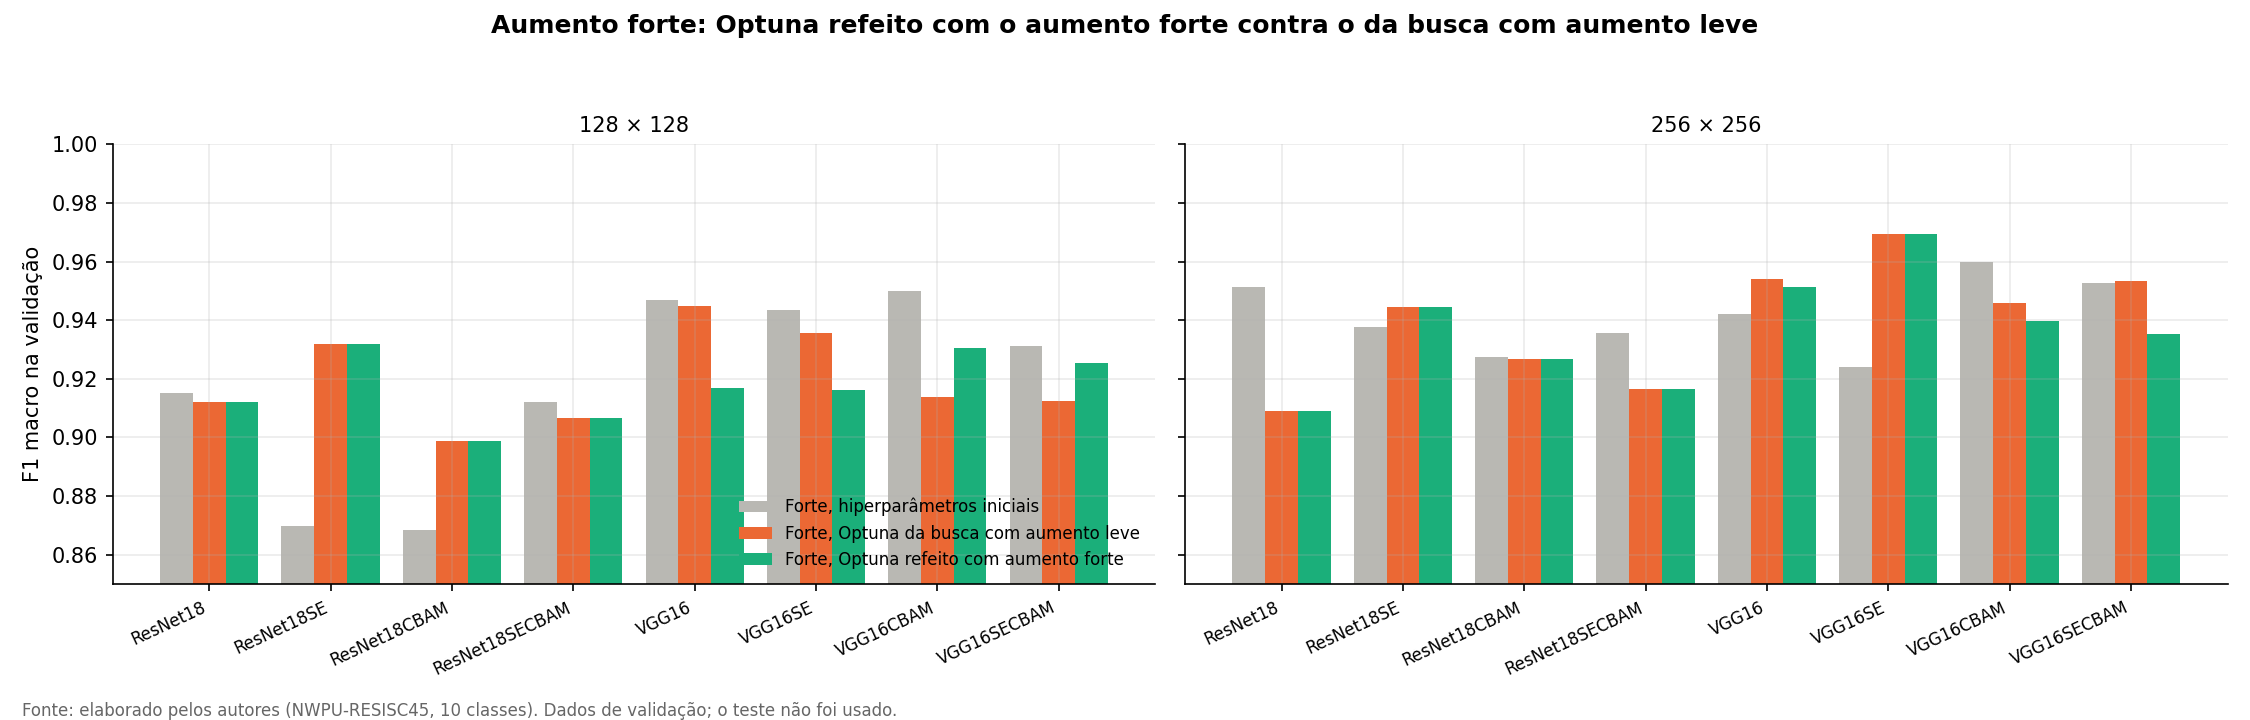 Aumento forte: Optuna refeito com o aumento forte contra o da busca com aumento leve
128 × 128
256 × 256
F1 macro na validação
1.00
0.98
0.96
0.94
0.92
0.90
0.88
0.86
Forte, hiperparâmetros iniciais
Forte, Optuna da busca com aumento leve
Forte, Optuna refeito com aumento forte
ResNet18
ResNet18SE
ResNet18CBAM
ResNet18SECBAM
VGG16
VGG16SE
VGG16CBAM
VGG16SECBAM
ResNet18
ResNet18SE
ResNet18CBAM
ResNet18SECBAM
VGG16
VGG16SE
VGG16CBAM
VGG16SECBAM
Fonte: elaborado pelos autores (NWPU-RESISC45, 10 classes). Dados de validação; o teste não foi usado.